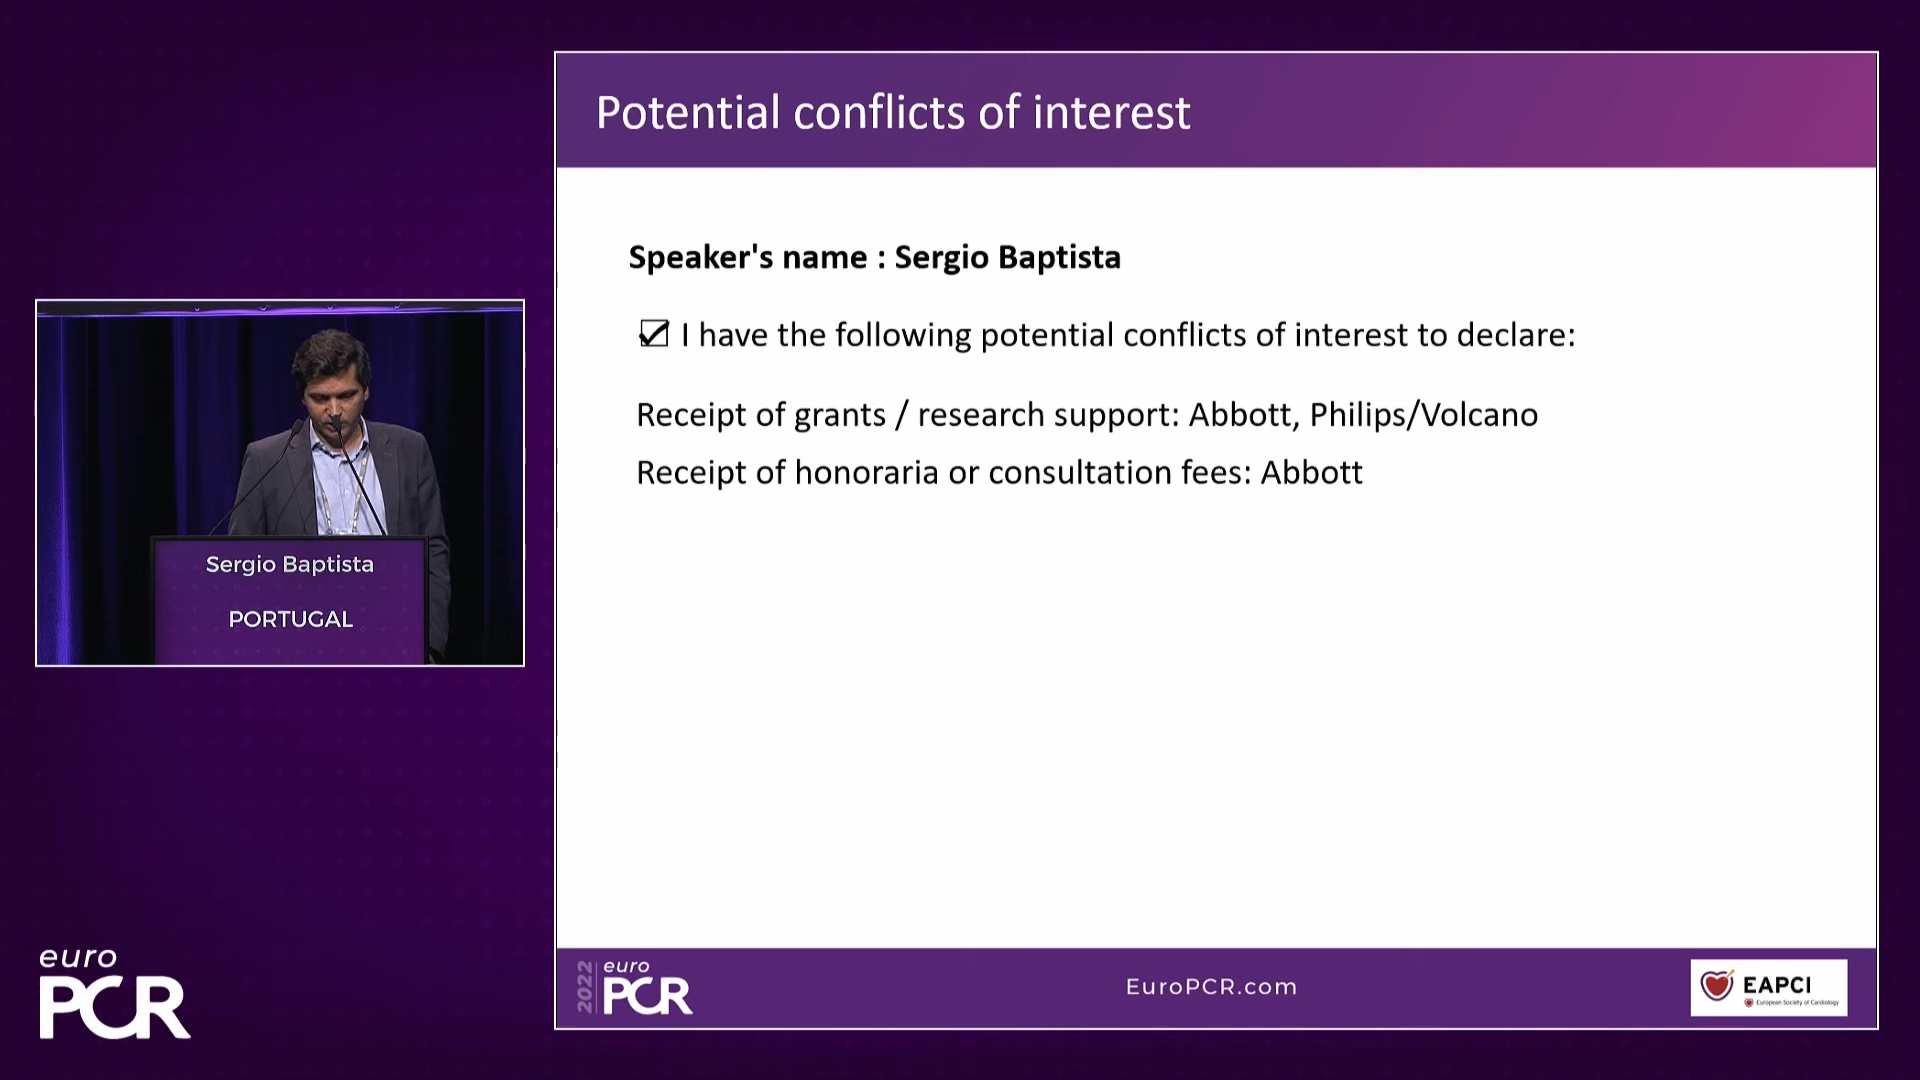 Potential conflicts of interest
Speaker's name : Sergio Baptista
I have the following potential conflicts of interest to declare:
Receipt of grants / research support: Abbott, Philips/Volcano
Receipt of honoraria or consultation fees: Abbott
Sergio Baptista
PORTUGAL
euro
PCR
2022
euro
PCR
EuroPCR.com
EAPCI
European Society of Cardiology